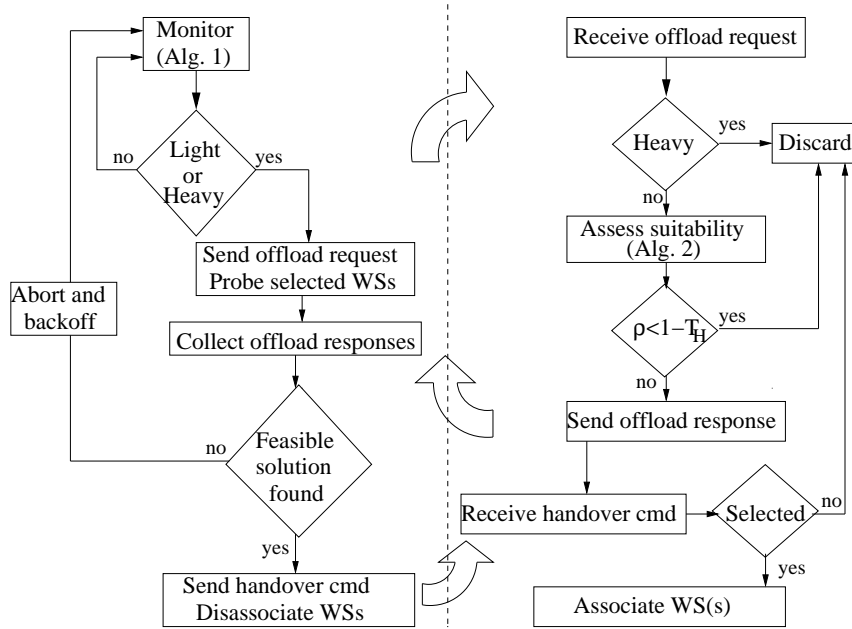 Monitor
(Alg. 1)
Light
or
Heavy
no
yes
Send offload request
Probe selected WSs
Abort and
backoff
Collect offload responses
Feasible
solution
found
no
yes
Send handover cmd
Disassociate WSs
Receive offload request
Heavy
yes
Discard
no
Assess suitability
(Alg. 2)
ρ<1−T_H
yes
no
Send offload response
Receive handover cmd
Selected
no
yes
Associate WS(s)